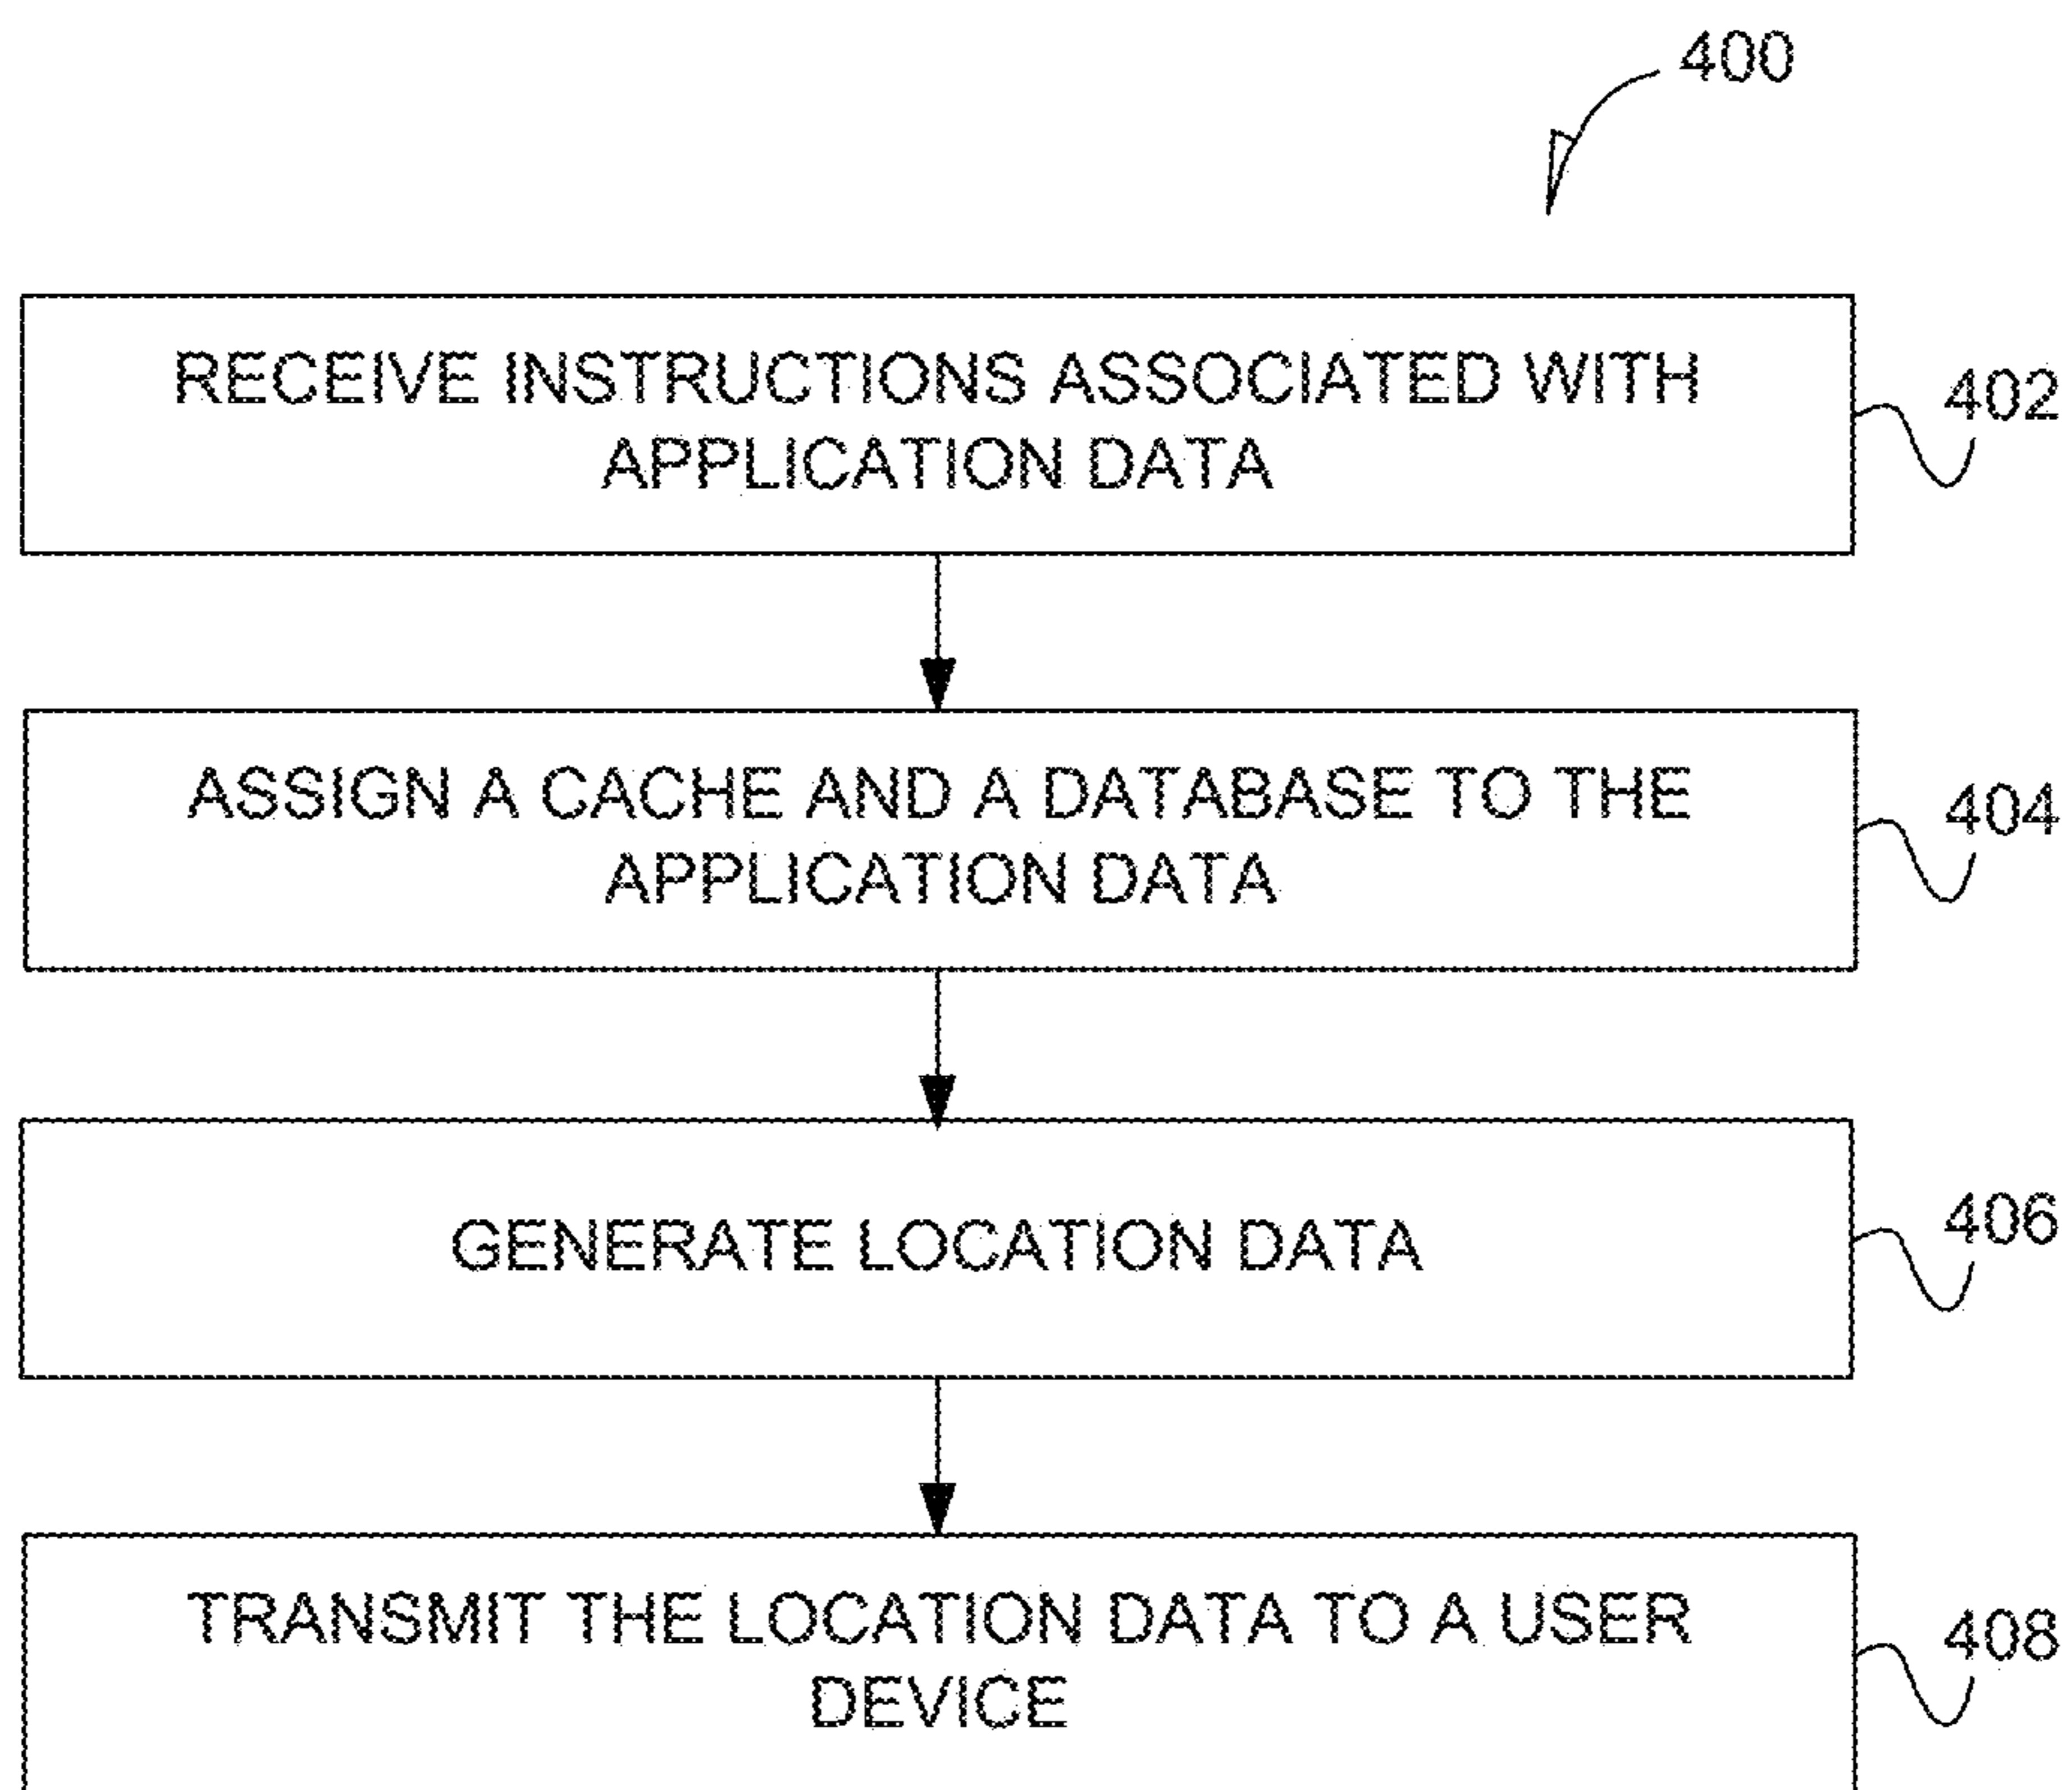 400
RECEIVE INSTRUCTIONS ASSOCIATED WITH
APPLICATION DATA
402
ASSIGN A CACHE AND A DATABASE TO THE
APPLICATION DATA
404
GENERATE LOCATION DATA
406
TRANSMIT THE LOCATION DATA TO A USER
DEVICE
408